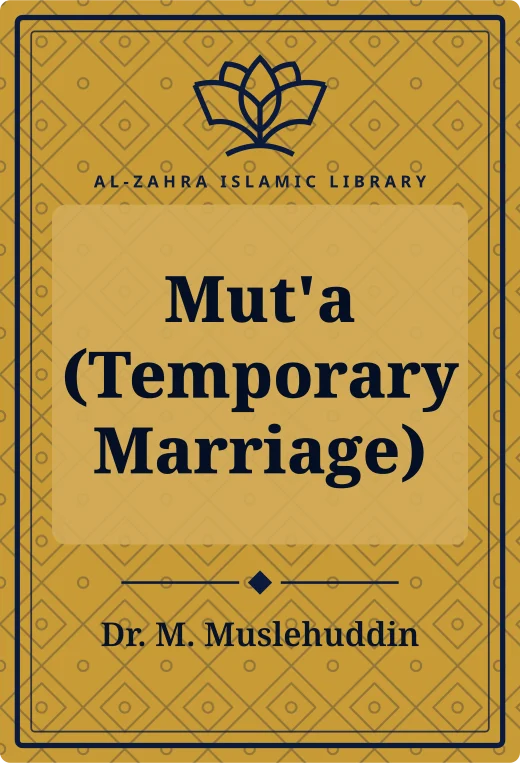 AL-ZAHRA ISLAMIC LIBRARY
Mut'a
(Temporary
Marriage)
Dr. M. Muslehuddin